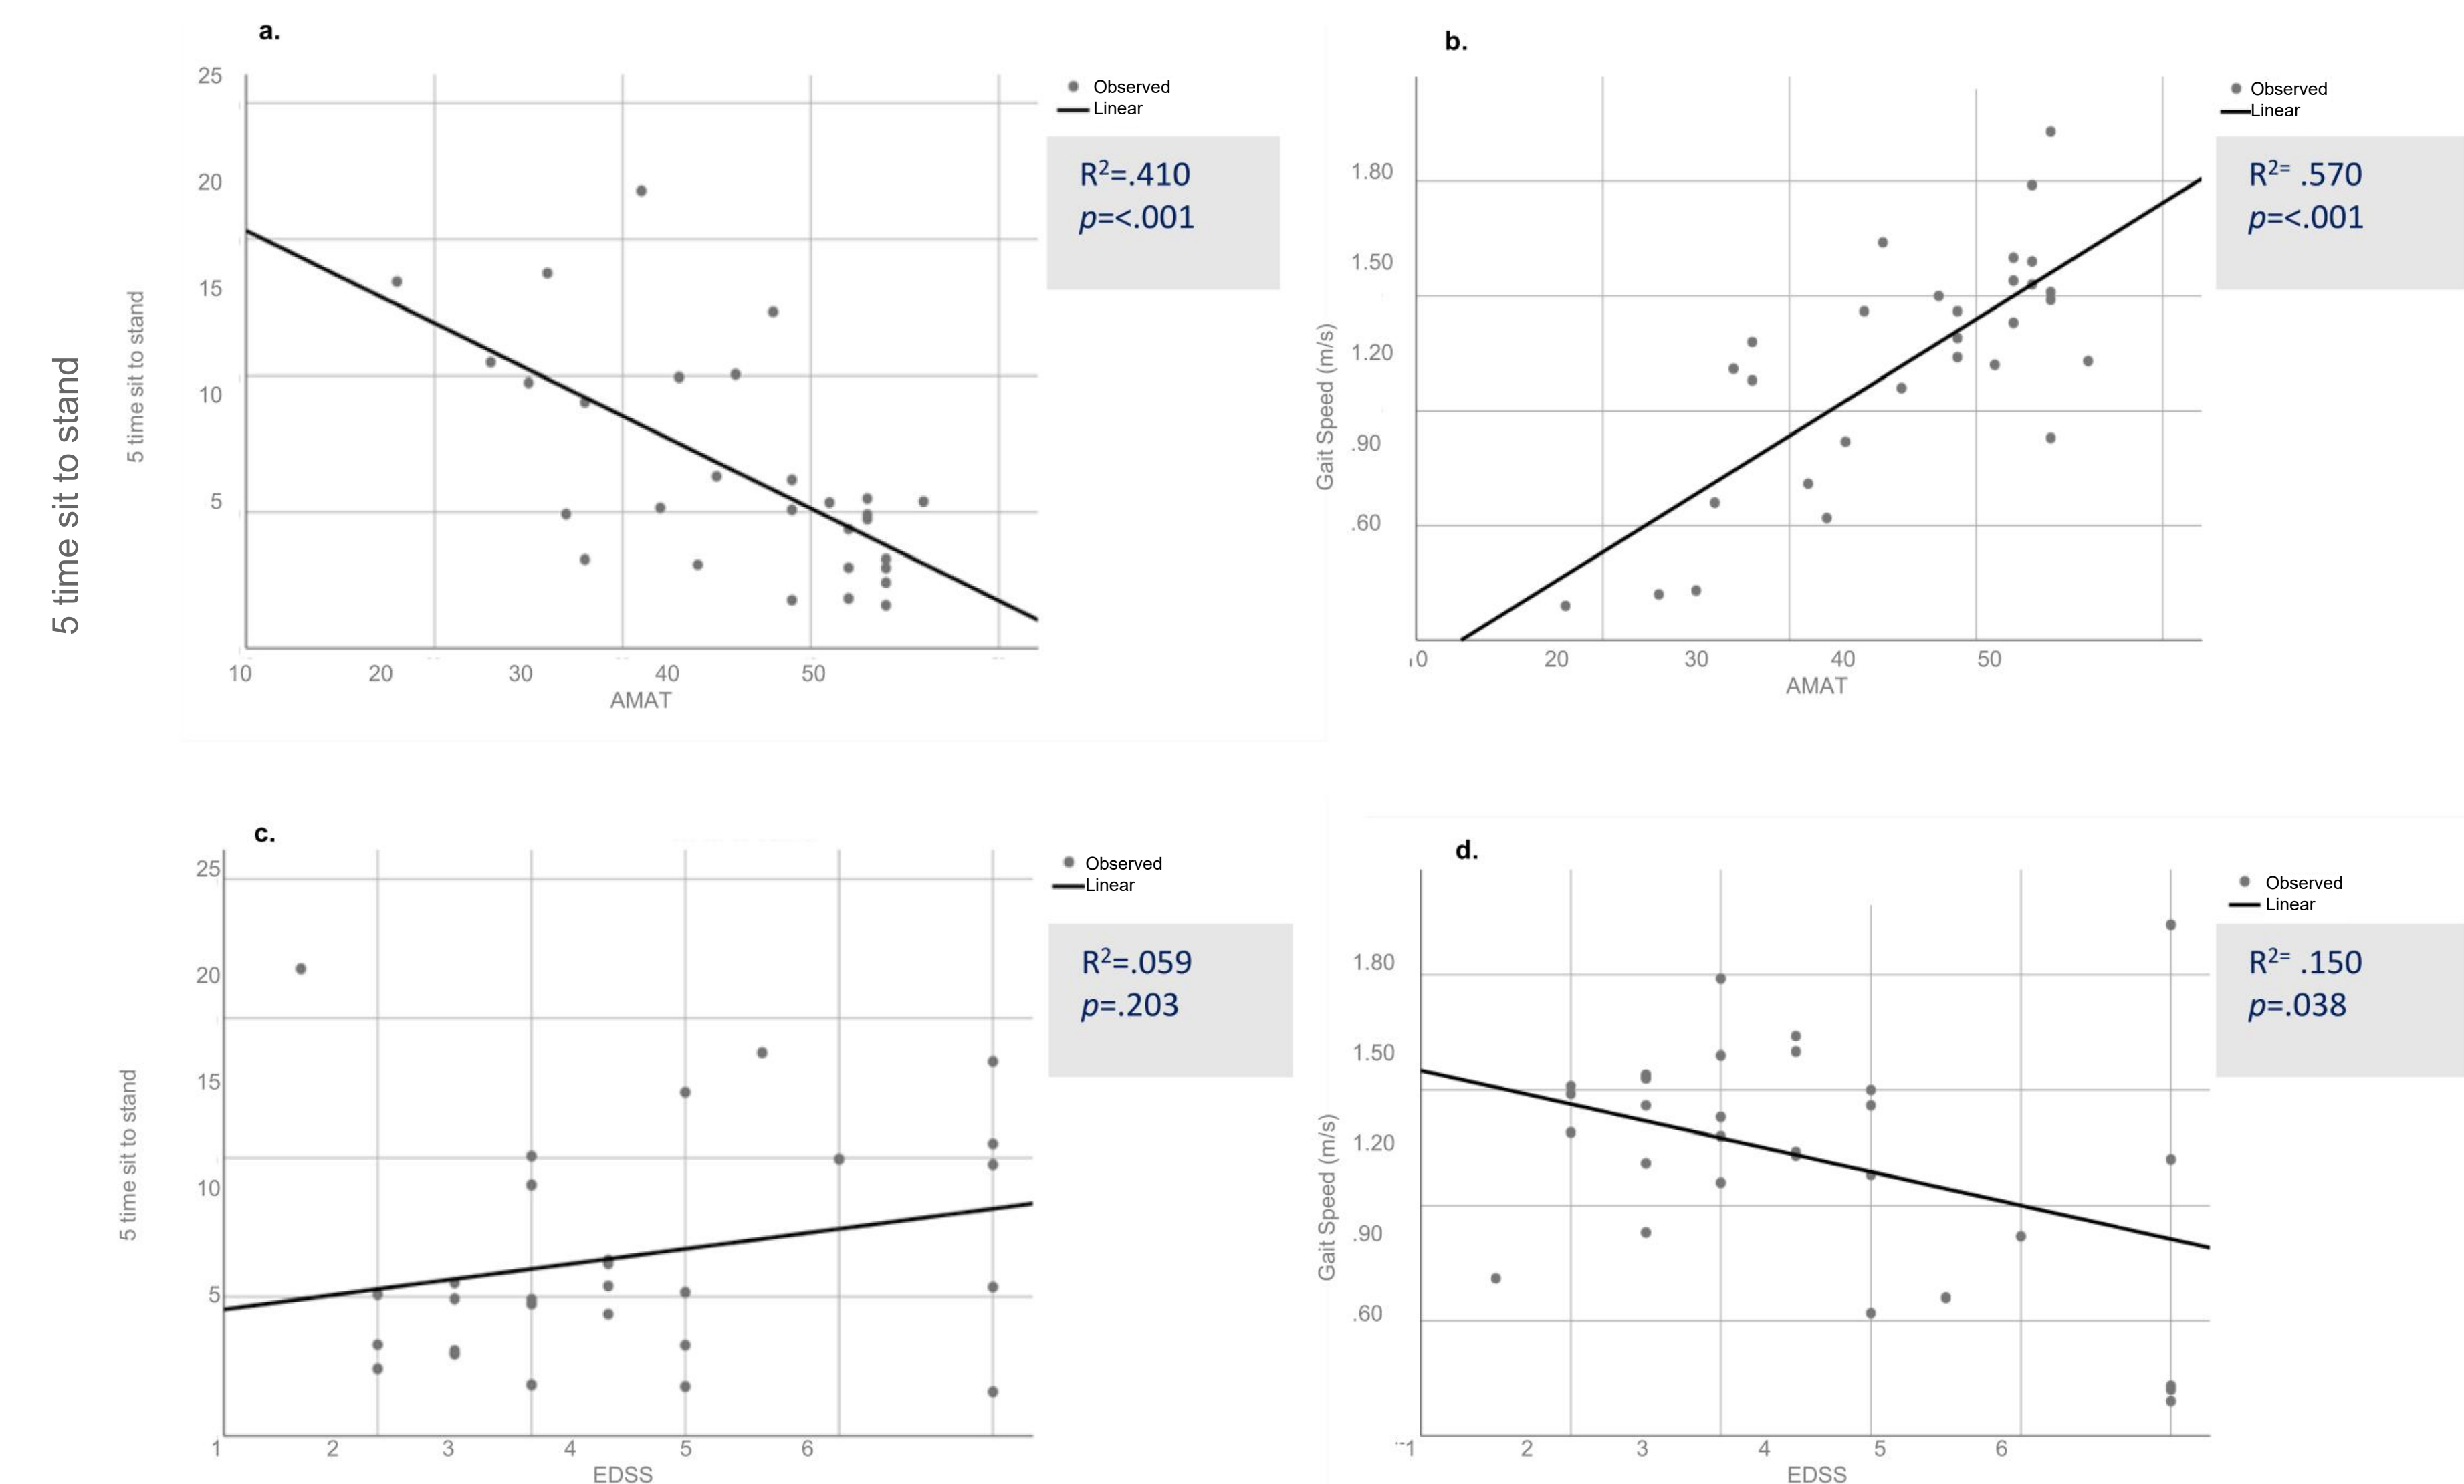 a.
25
20
15
10
5
5 time sit to stand
5 time sit to stand
10 20 30 40 50
AMAT
Observed
Linear
R²=.410
p=<.001
b.
1.80
1.50
1.20
.90
.60
Gait Speed (m/s)
10 20 30 40 50
AMAT
Observed
Linear
R²= .570
p=<.001
c.
25
20
15
10
5
5 time sit to stand
1 2 3 4 5 6
EDSS
Observed
Linear
R²=.059
p=.203
d.
1.80
1.50
1.20
.90
.60
Gait Speed (m/s)
1 2 3 4 5 6
EDSS
Observed
Linear
R²= .150
p=.038